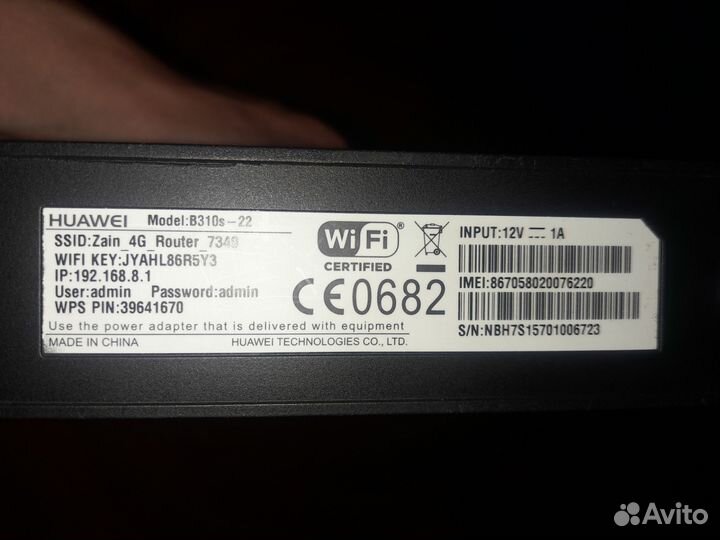 HUAWEI Model:B310s-22
SSID:Zain_4G_Router_7349
WIFI KEY:JYAHL86R5Y3
IP:192.168.8.1
User:admin Password:admin
WPS PIN:39641670
Use the power adapter that is delivered with equipment
MADE IN CHINA HUAWEI TECHNOLOGIES CO., LTD.
Wi Fi ®
CERTIFIED
CE0682
INPUT:12V ⎓ 1A
IMEI:867058020076220
S/N:NBH7S15701006723
Avito